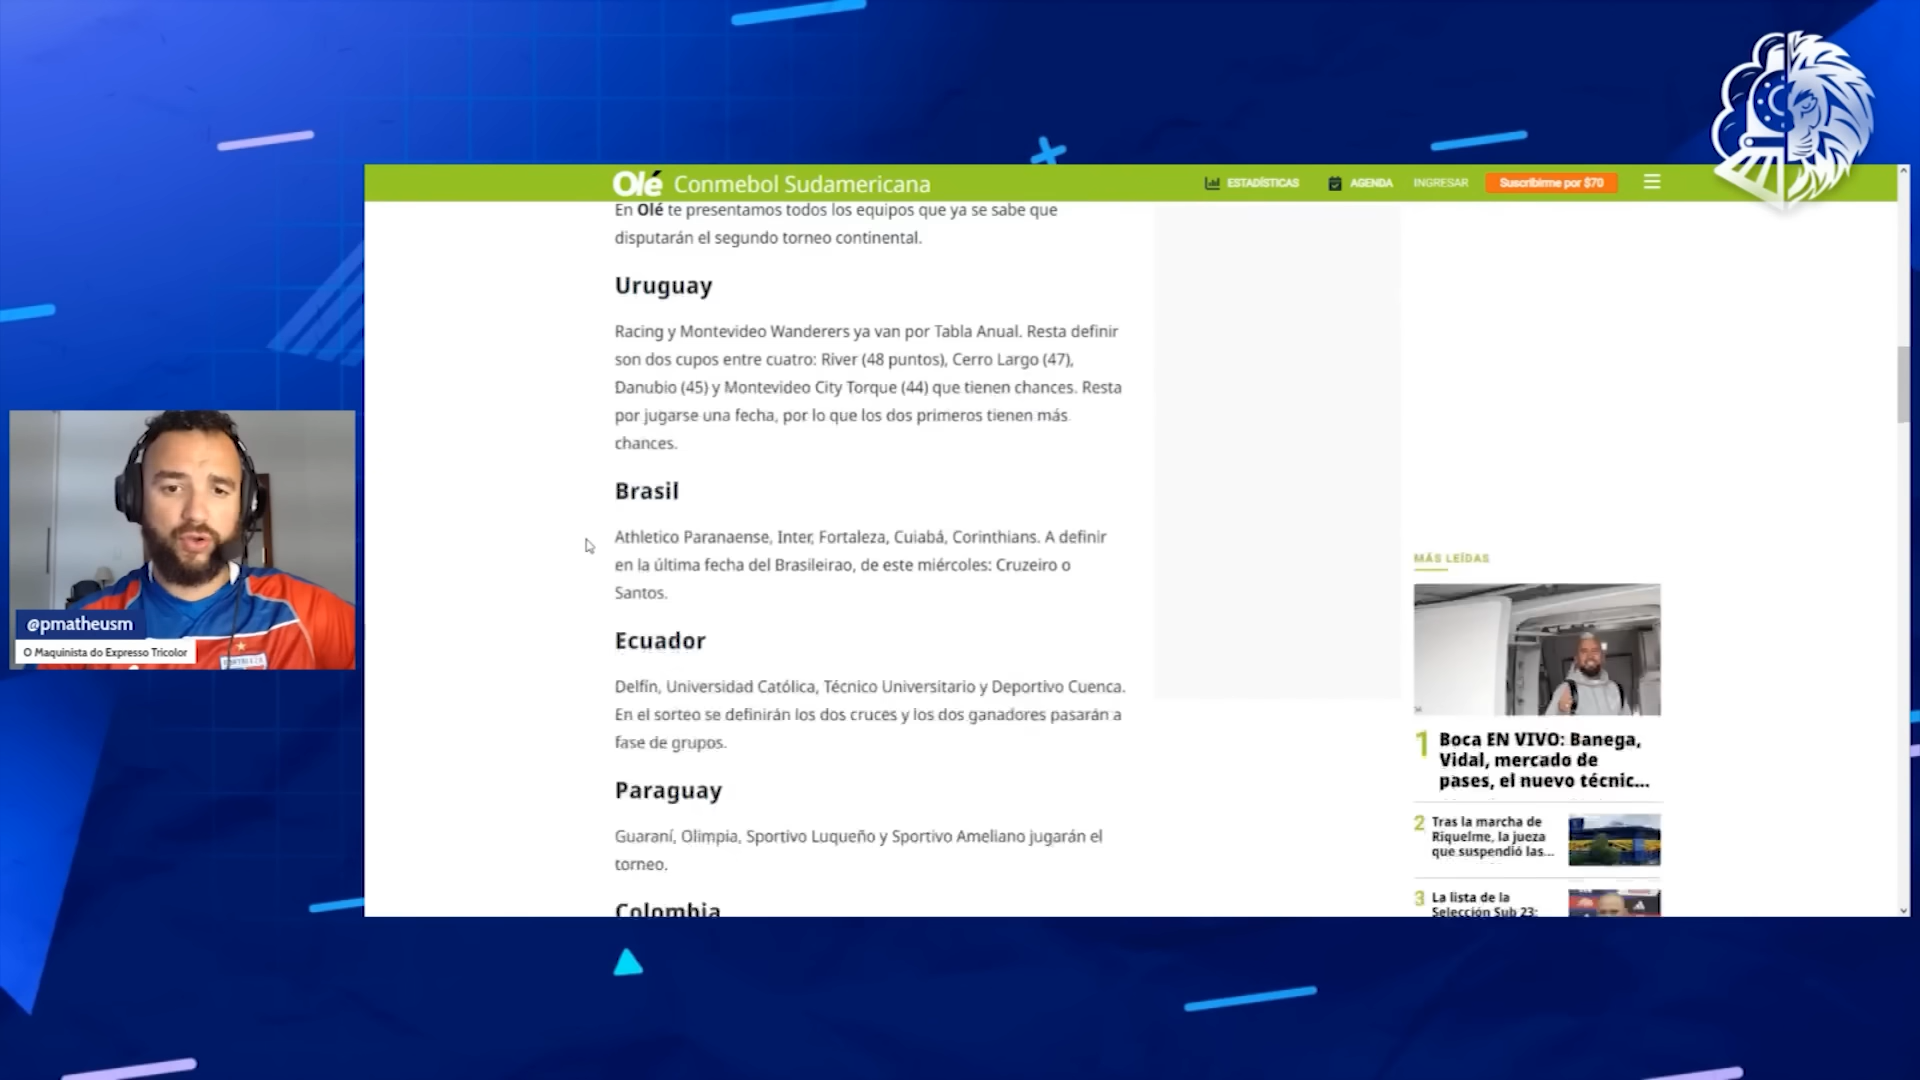 Olé Conmebol Sudamericana
ESTADÍSTICAS
AGENDA
INGRESAR
Suscribirme por $70
En Olé te presentamos todos los equipos que ya se sabe que
disputarán el segundo torneo continental.
Uruguay
Racing y Montevideo Wanderers ya van por Tabla Anual. Resta definir
son dos cupos entre cuatro: River (48 puntos), Cerro Largo (47),
Danubio (45) y Montevideo City Torque (44) que tienen chances. Resta
por jugarse una fecha, por lo que los dos primeros tienen más
chances.
Brasil
Athletico Paranaense, Inter, Fortaleza, Cuiabá, Corinthians. A definir
en la última fecha del Brasileirao, de este miércoles: Cruzeiro o
Santos.
Ecuador
Delfín, Universidad Católica, Técnico Universitario y Deportivo Cuenca.
En el sorteo se definirán los dos cruces y los dos ganadores pasarán a
fase de grupos.
Paraguay
Guaraní, Olimpia, Sportivo Luqueño y Sportivo Ameliano jugarán el
torneo.
Colombia
MÁS LEÍDAS
1 Boca EN VIVO: Banega,
Vidal, mercado de
pases, el nuevo técnic...
2 Tras la marcha de
Riquelme, la jueza
que suspendió las...
3 La lista de la
Selección Sub 23:
@pmatheusm
O Maquinista do Expresso Tricolor